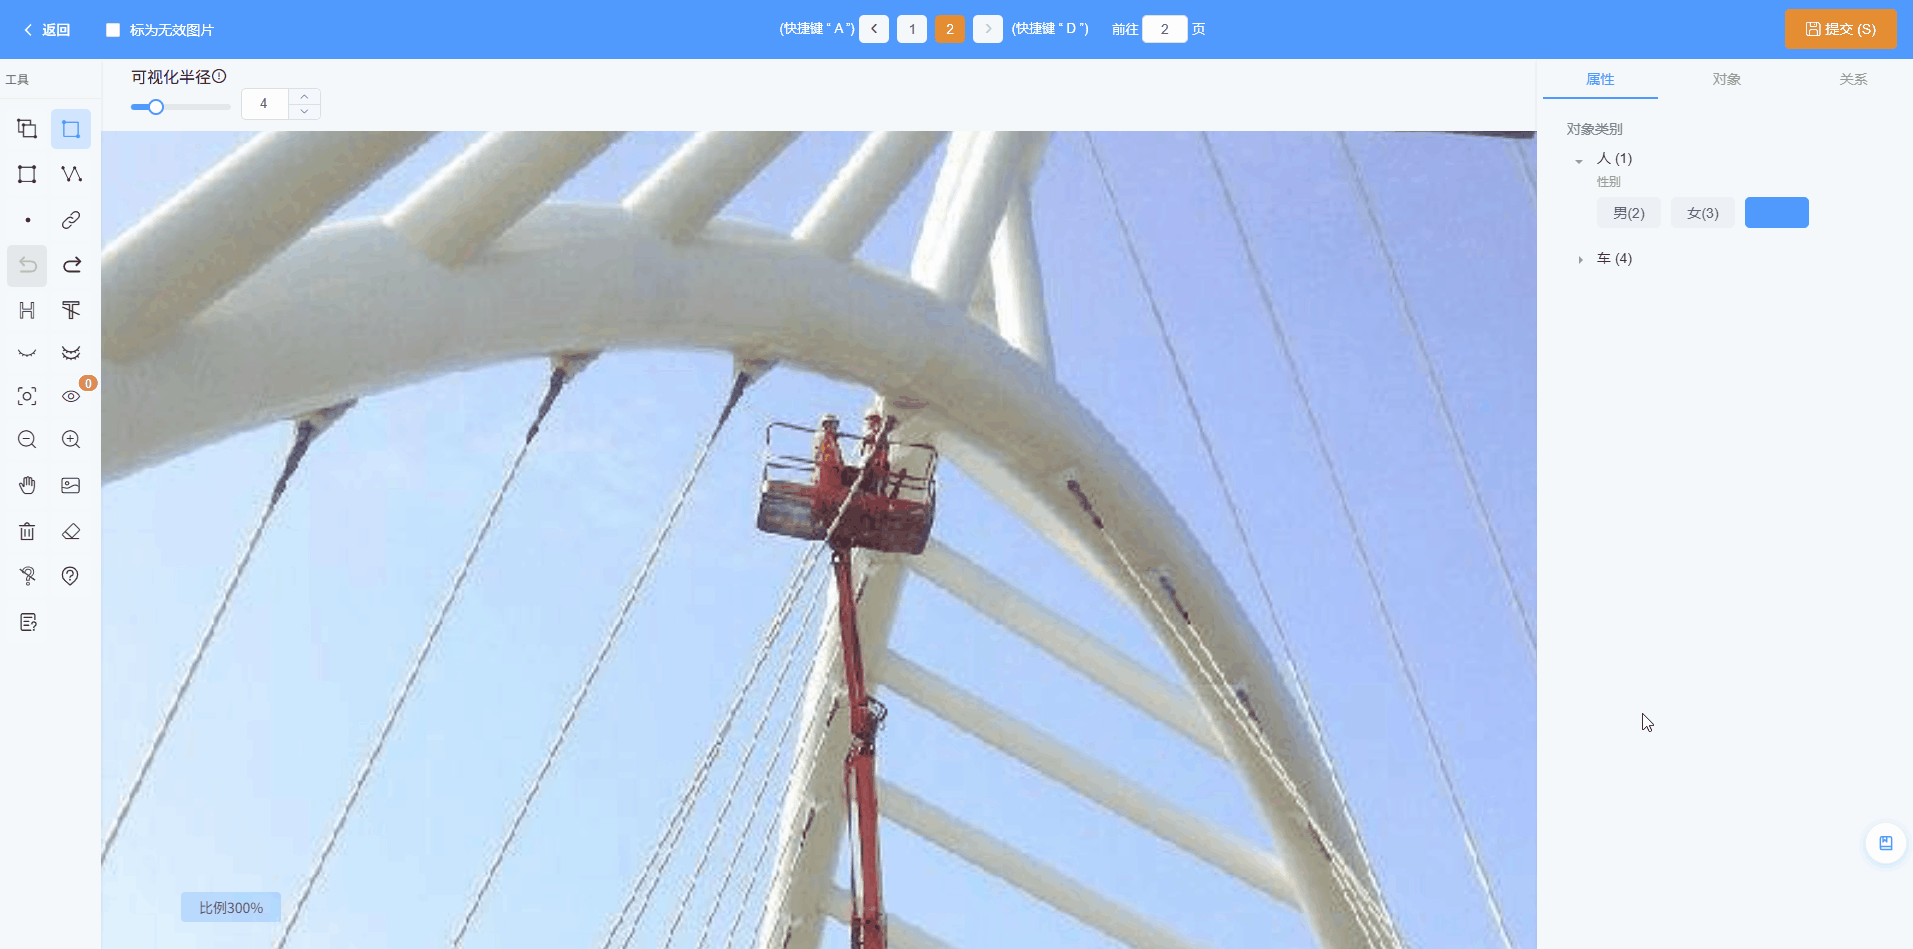 返回
标为无效图片
(快捷键 “ A ”)
1
2
(快捷键 “ D ”)
前往 2 页
提交 (S)
工具
可视化半径
4
0
比例300%
属性
对象
关系
对象类别
人 (1)
性别
男(2)
女(3)
车 (4)